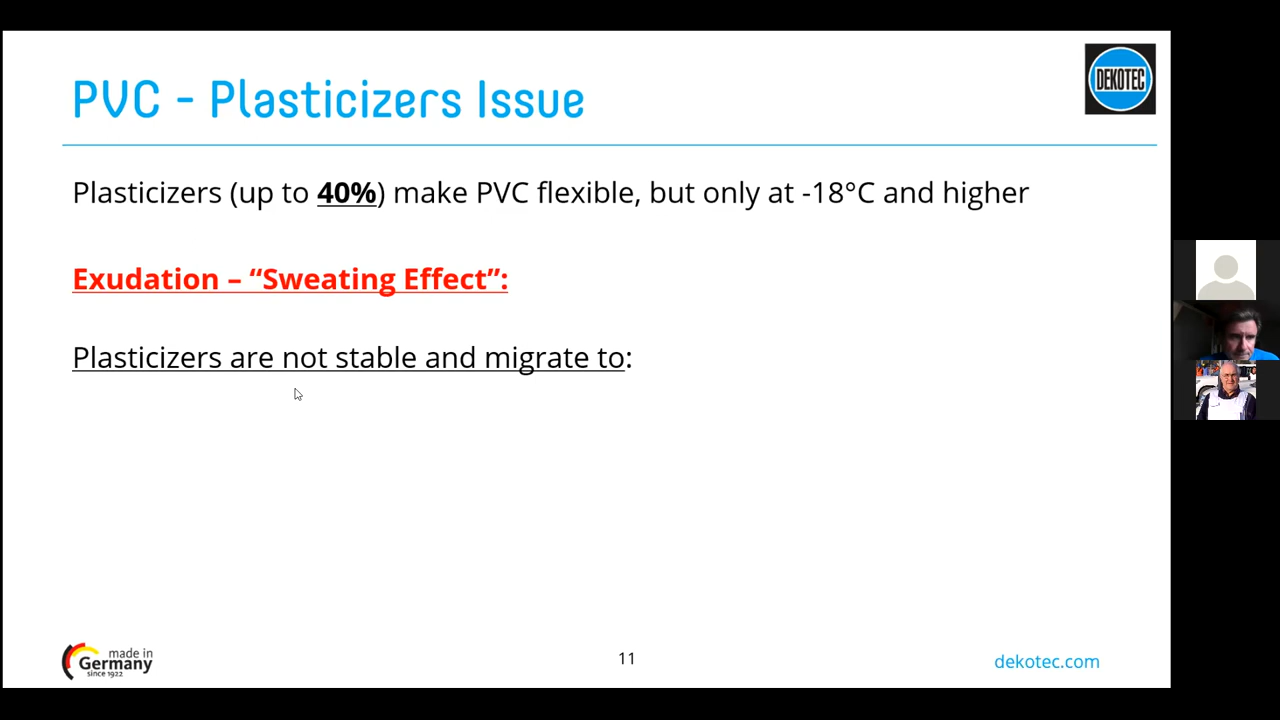 PVC - Plasticizers Issue
DEKOTEC
Plasticizers (up to 40%) make PVC flexible, but only at -18°C and higher
Exudation – “Sweating Effect”:
Plasticizers are not stable and migrate to:
made in
Germany
since 1922
11
dekotec.com